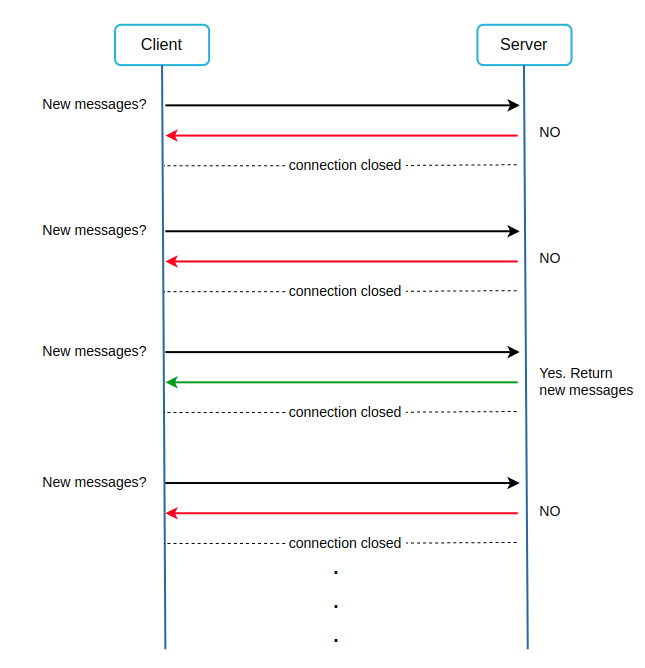 Client
Server
New messages?
NO
connection closed
New messages?
NO
connection closed
New messages?
Yes. Return
new messages
connection closed
New messages?
NO
connection closed
.
.
.